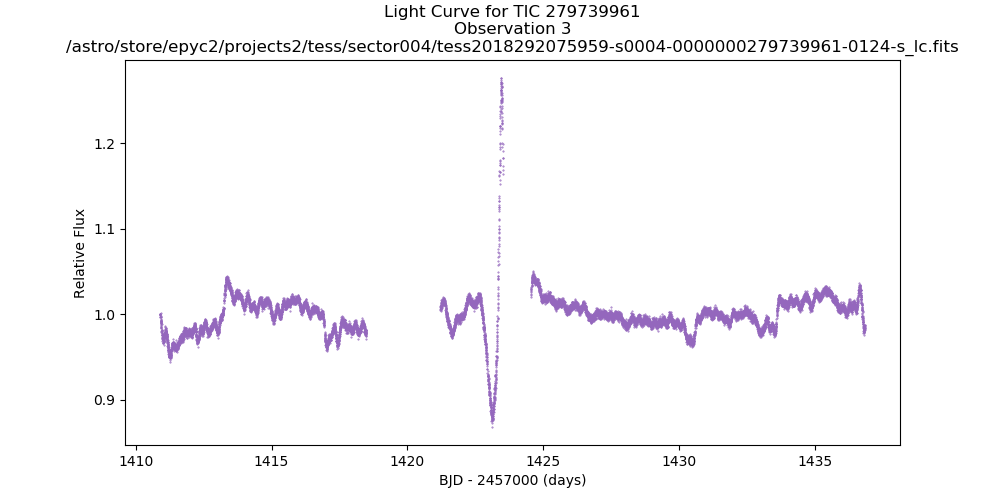 Light Curve for TIC 279739961
Observation 3
/astro/store/epyc2/projects2/tess/sector004/tess2018292075959-s0004-0000000279739961-0124-s_lc.fits
1.2
1.1
1.0
0.9
Relative Flux
1410
1415
1420
1425
1430
1435
BJD - 2457000 (days)